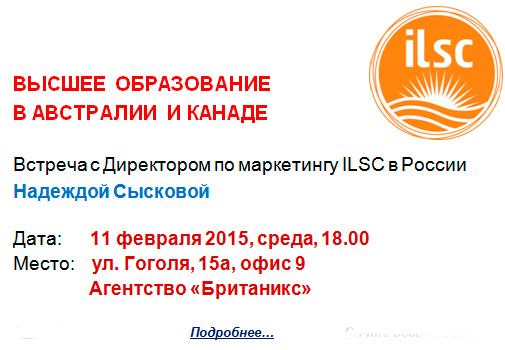 ilsc
ВЫСШЕЕ ОБРАЗОВАНИЕ
В АВСТРАЛИИ И КАНАДЕ
Встреча с Директором по маркетингу ILSC в России
Надеждой Сысковой
Дата: 11 февраля 2015, среда, 18.00
Место: ул. Гоголя, 15а, офис 9
Агентство «Британикс»
Подробнее...